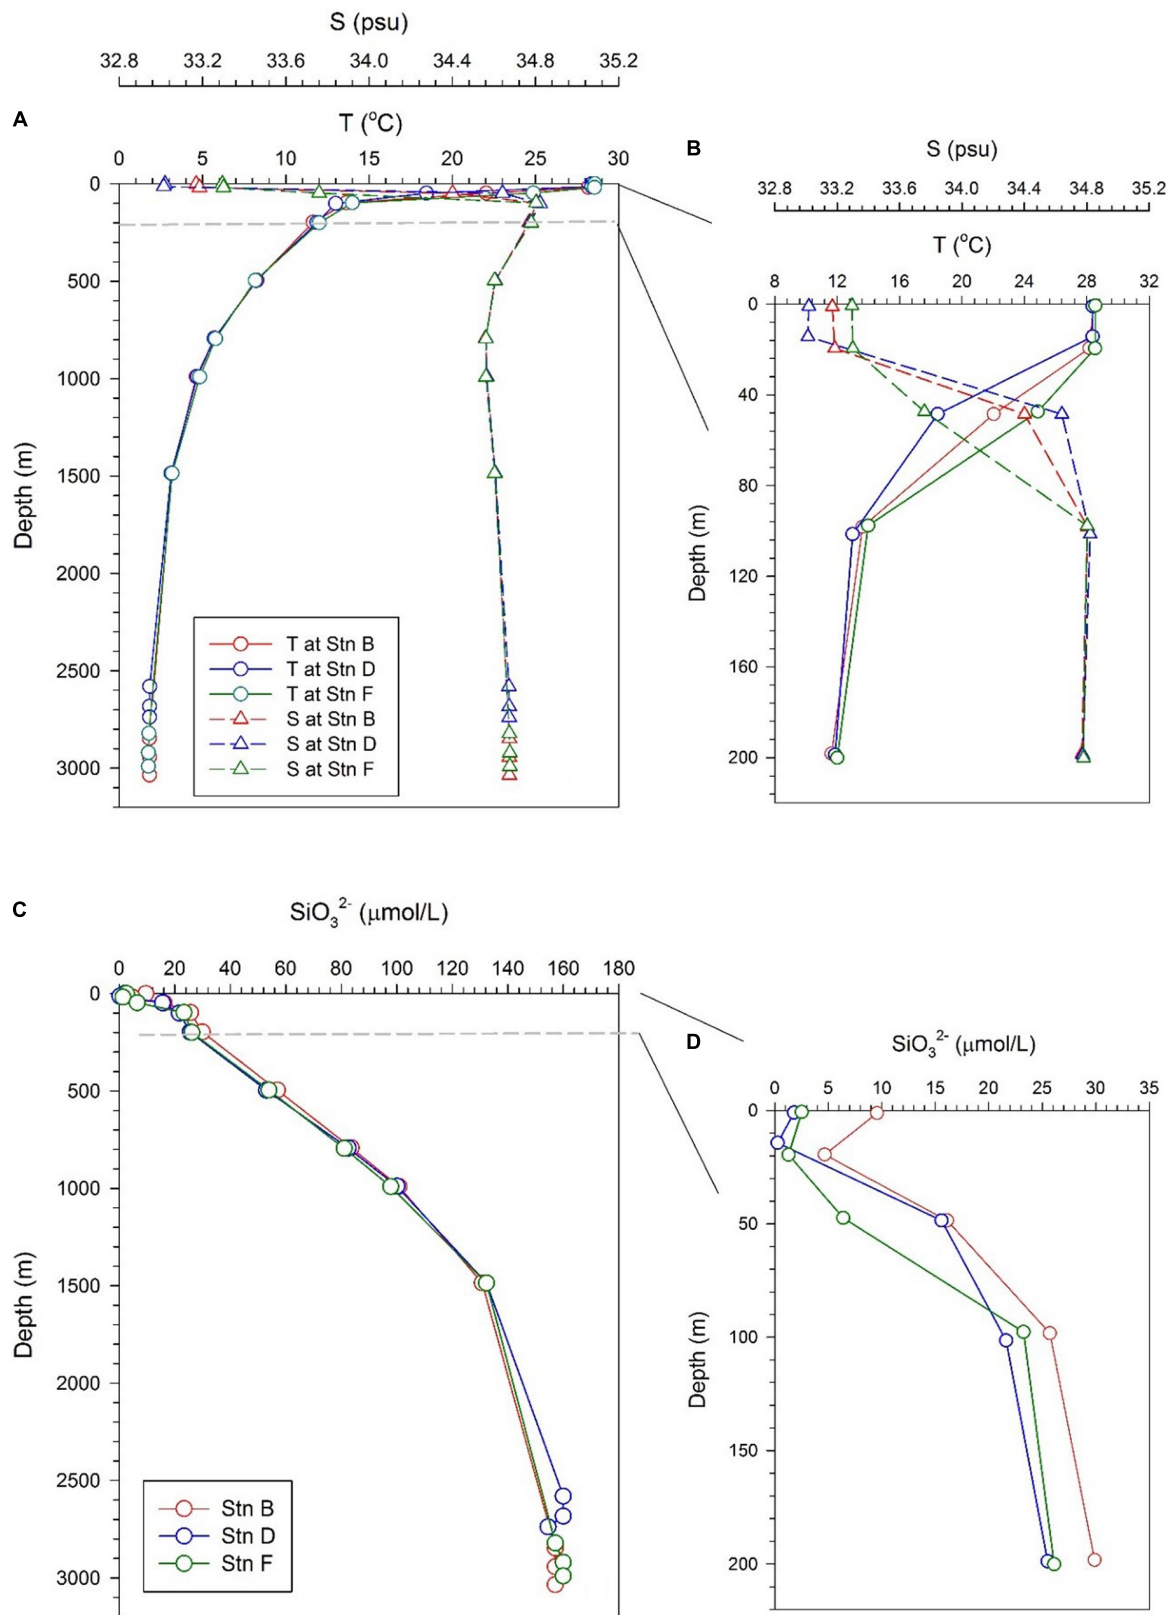 S (psu)
32.8 33.2 33.6 34.0 34.4 34.8 35.2
A
T (°C)
0 5 10 15 20 25 30
0
500
1000
1500
2000
2500
3000
Depth (m)
T at Stn B
T at Stn D
T at Stn F
S at Stn B
S at Stn D
S at Stn F
B
S (psu)
32.8 33.2 33.6 34.0 34.4 34.8 35.2
T (°C)
8 12 16 20 24 28 32
0
40
80
120
160
200
Depth (m)
C
SiO₃²⁻ (μmol/L)
0 20 40 60 80 100 120 140 160 180
0
500
1000
1500
2000
2500
3000
Depth (m)
Stn B
Stn D
Stn F
D
SiO₃²⁻ (μmol/L)
0 5 10 15 20 25 30 35
0
50
100
150
200
Depth (m)